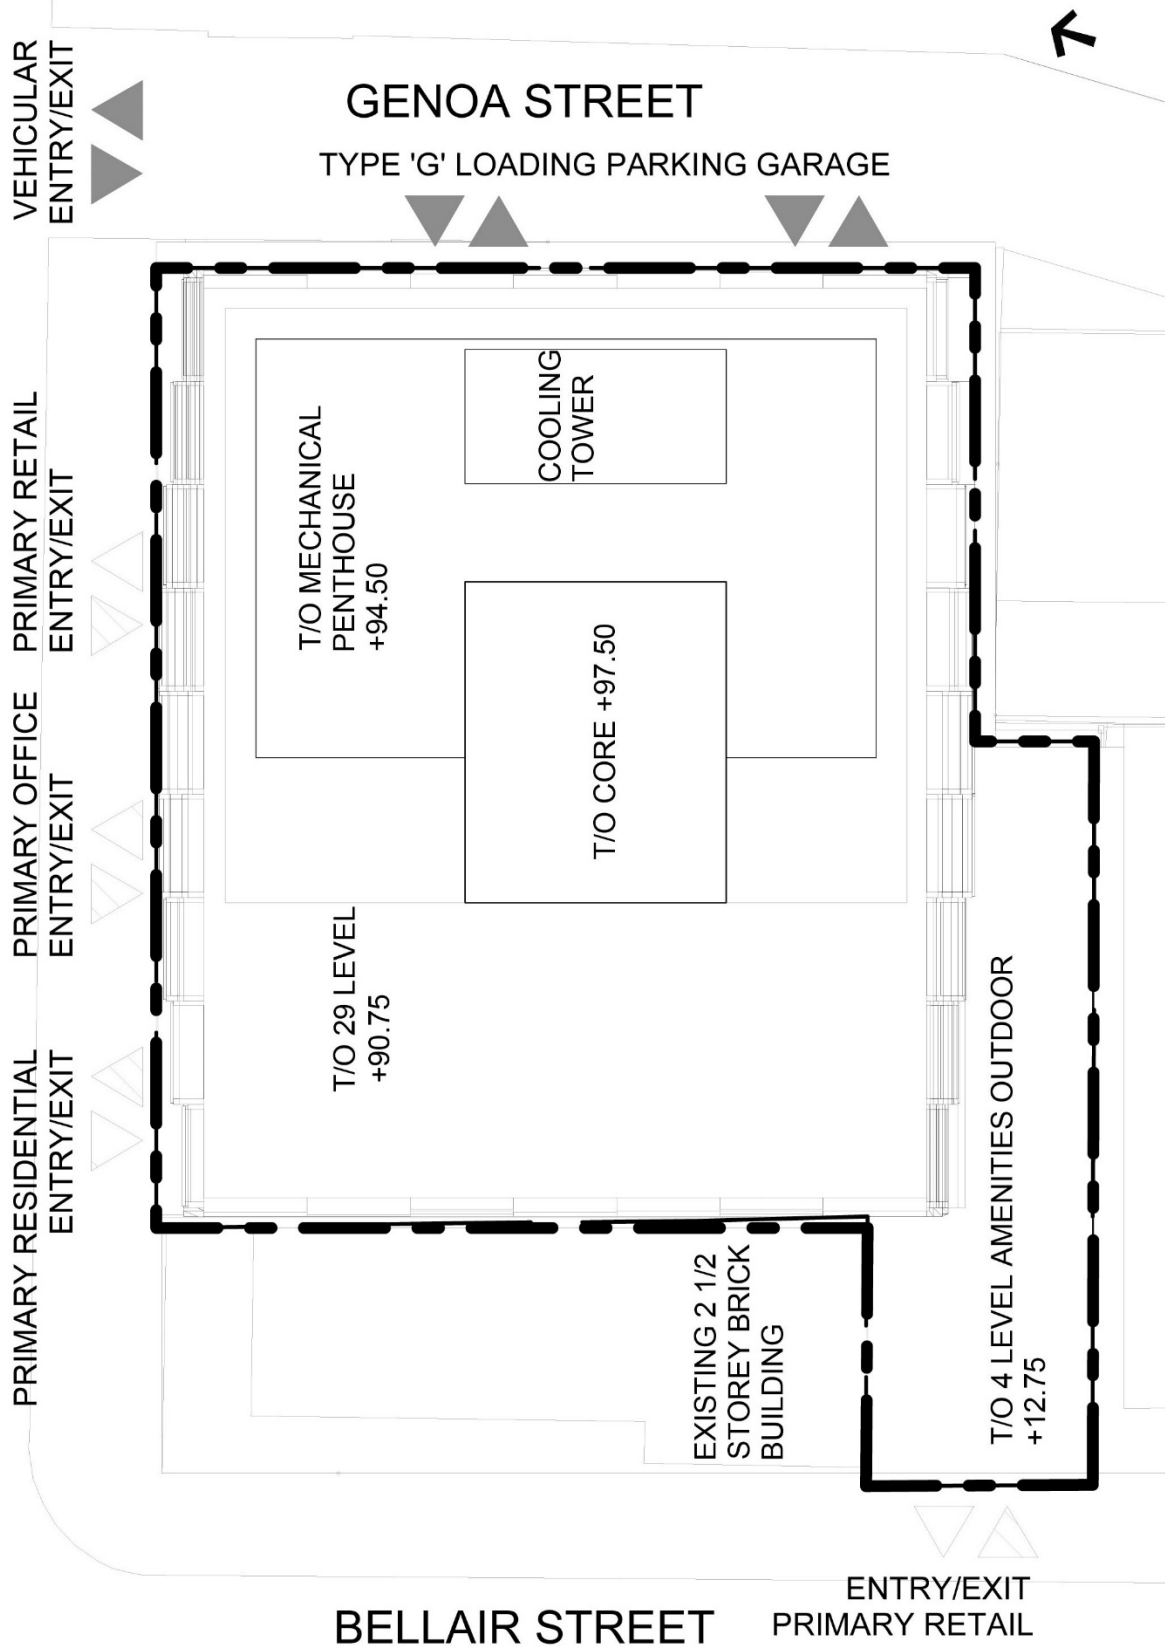 VEHICULAR
ENTRY/EXIT
GENOA STREET
TYPE 'G' LOADING PARKING GARAGE
PRIMARY RETAIL
ENTRY/EXIT
T/O MECHANICAL
PENTHOUSE
+94.50
COOLING
TOWER
PRIMARY OFFICE
ENTRY/EXIT
T/O CORE +97.50
PRIMARY RESIDENTIAL
ENTRY/EXIT
T/O 29 LEVEL
+90.75
EXISTING 2 1/2
STOREY BRICK
BUILDING
T/O 4 LEVEL AMENITIES OUTDOOR
+12.75
ENTRY/EXIT
PRIMARY RETAIL
BELLAIR STREET